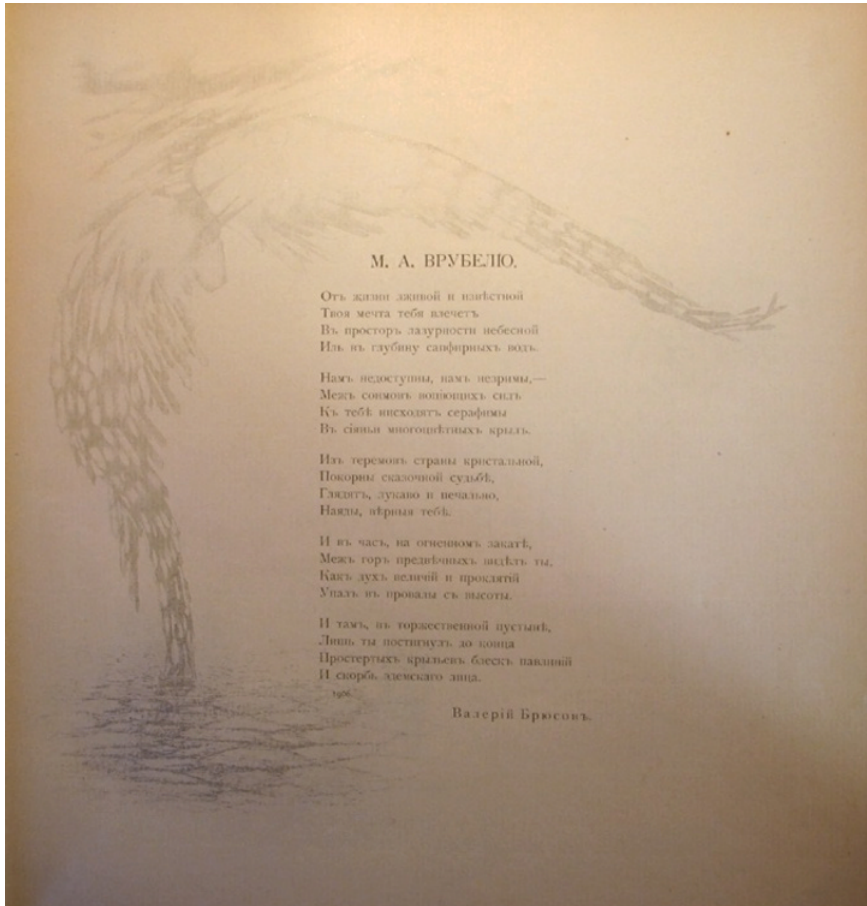 М. А. ВРУБЕЛЮ.
Отъ жизни лживой и извѣстной
Твоя мечта тебя влечетъ
Въ просторъ лазурности небесной
Иль въ глубину сапфирныхъ водъ.
Намъ недоступны, намъ незримы,—
Межъ сонмовъ вопіющихъ силъ
Къ тебѣ нисходятъ серафимы
Въ сіяньи многоцвѣтныхъ крылъ.
Изъ теремовъ страны кристальной,
Покорны сказочной судьбѣ,
Глядятъ, лукаво и печально,
Наяды, вѣрныя тебѣ.
И въ часъ, на огненномъ закатѣ,
Межъ горъ предвѣчныхъ видѣлъ ты,
Какъ духъ величій и проклятій
Упалъ въ провалы съ высоты.
И тамъ, въ торжественной пустынѣ,
Лишь ты постигнулъ до конца
Простертыхъ крыльевъ блескъ павлиній
И скорбь эдемскаго лица.
1906.
Валерій Брюсовъ.